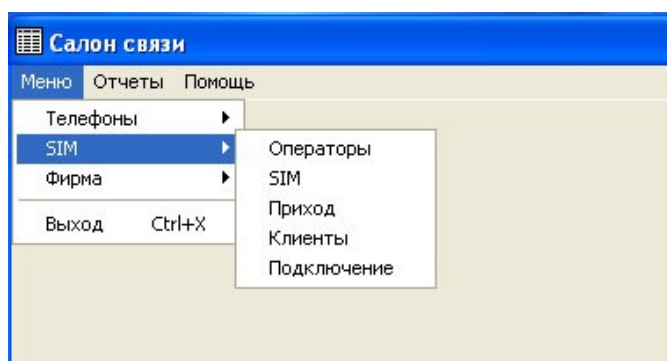 Салон связи
Меню Отчеты Помощь
Телефоны
SIM
Фирма
Выход Ctrl+X
Операторы
SIM
Приход
Клиенты
Подключение